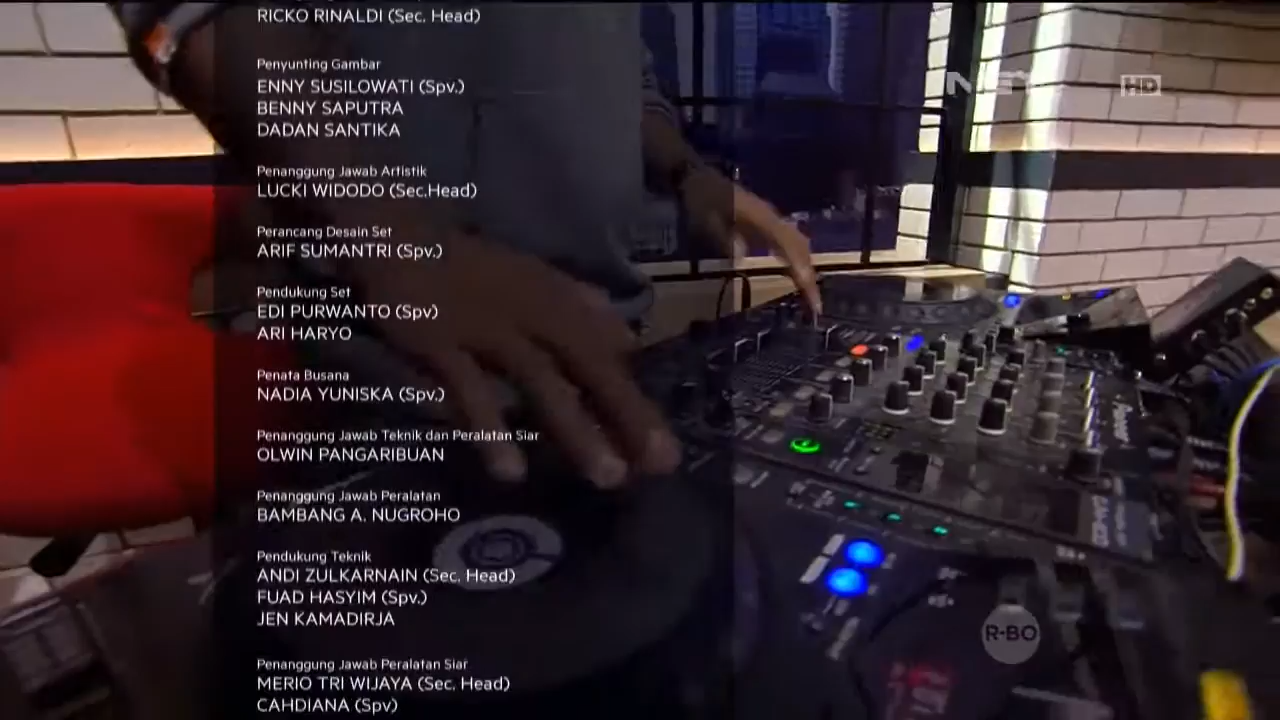 RICKO RINALDI (Sec. Head)
Penyunting Gambar
ENNY SUSILOWATI (Spv.)
BENNY SAPUTRA
DADAN SANTIKA
Penanggung Jawab Artistik
LUCKI WIDODO (Sec.Head)
Perancang Desain Set
ARIF SUMANTRI (Spv.)
Pendukung Set
EDI PURWANTO (Spv)
ARI HARYO
Penata Busana
NADIA YUNISKA (Spv.)
Penanggung Jawab Teknik dan Peralatan Siar
OLWIN PANGARIBUAN
Penanggung Jawab Peralatan
BAMBANG A. NUGROHO
Pendukung Teknik
ANDI ZULKARNAIN (Sec. Head)
FUAD HASYIM (Spv.)
JEN KAMADIRJA
Penanggung Jawab Peralatan Siar
MERIO TRI WIJAYA (Sec. Head)
CAHDIANA (Spv)
NET
HD
Pioneer
R-BO